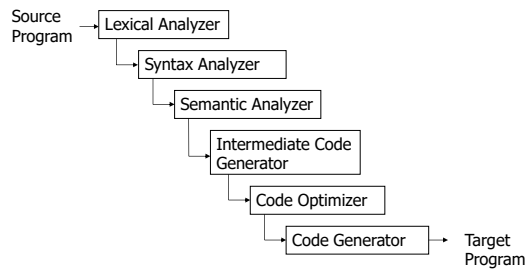 Source
Program
Lexical Analyzer
Syntax Analyzer
Semantic Analyzer
Intermediate Code
Generator
Code Optimizer
Code Generator
Target
Program